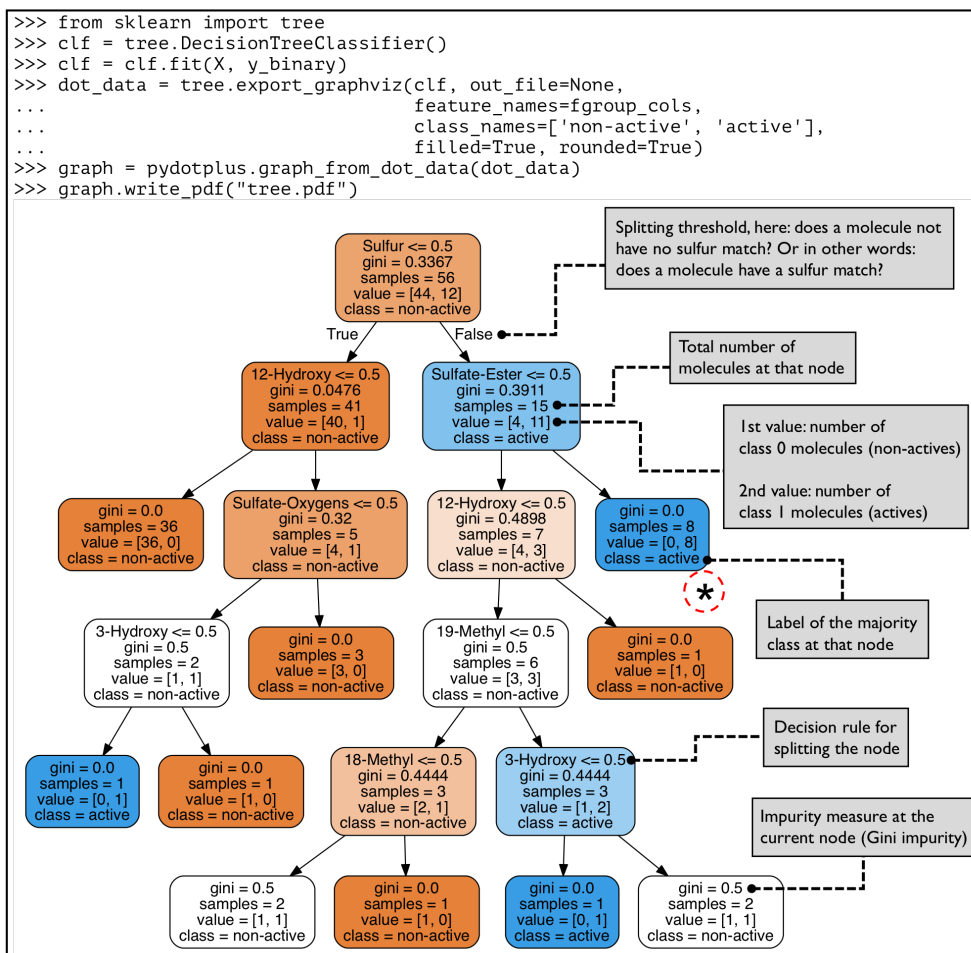 >>> from sklearn import tree
>>> clf = tree.DecisionTreeClassifier()
>>> clf = clf.fit(X, y_binary)
>>> dot_data = tree.export_graphviz(clf, out_file=None,
... feature_names=fgroup_cols,
... class_names=['non-active', 'active'],
... filled=True, rounded=True)
>>> graph = pydotplus.graph_from_dot_data(dot_data)
>>> graph.write_pdf("tree.pdf")
Splitting threshold, here: does a molecule not
have no sulfur match? Or in other words:
does a molecule have a sulfur match?
Sulfur <= 0.5
gini = 0.3367
samples = 56
value = [44, 12]
class = non-active
True
False
Total number of
molecules at that node
12-Hydroxy <= 0.5
gini = 0.0476
samples = 41
value = [40, 1]
class = non-active
Sulfate-Ester <= 0.5
gini = 0.3911
samples = 15
value = [4, 11]
class = active
1st value: number of
class 0 molecules (non-actives)
2nd value: number of
class 1 molecules (actives)
gini = 0.0
samples = 36
value = [36, 0]
class = non-active
Sulfate-Oxygens <= 0.5
gini = 0.32
samples = 5
value = [4, 1]
class = non-active
12-Hydroxy <= 0.5
gini = 0.4898
samples = 7
value = [4, 3]
class = non-active
gini = 0.0
samples = 8
value = [0, 8]
class = active
*
Label of the majority
class at that node
3-Hydroxy <= 0.5
gini = 0.5
samples = 2
value = [1, 1]
class = non-active
gini = 0.0
samples = 3
value = [3, 0]
class = non-active
19-Methyl <= 0.5
gini = 0.5
samples = 6
value = [3, 3]
class = non-active
gini = 0.0
samples = 1
value = [1, 0]
class = non-active
Decision rule for
splitting the node
gini = 0.0
samples = 1
value = [0, 1]
class = active
gini = 0.0
samples = 1
value = [1, 0]
class = non-active
18-Methyl <= 0.5
gini = 0.4444
samples = 3
value = [2, 1]
class = non-active
3-Hydroxy <= 0.5
gini = 0.4444
samples = 3
value = [1, 2]
class = active
Impurity measure at the
current node (Gini impurity)
gini = 0.5
samples = 2
value = [1, 1]
class = non-active
gini = 0.0
samples = 1
value = [1, 0]
class = non-active
gini = 0.0
samples = 1
value = [0, 1]
class = active
gini = 0.5
samples = 2
value = [1, 1]
class = non-active